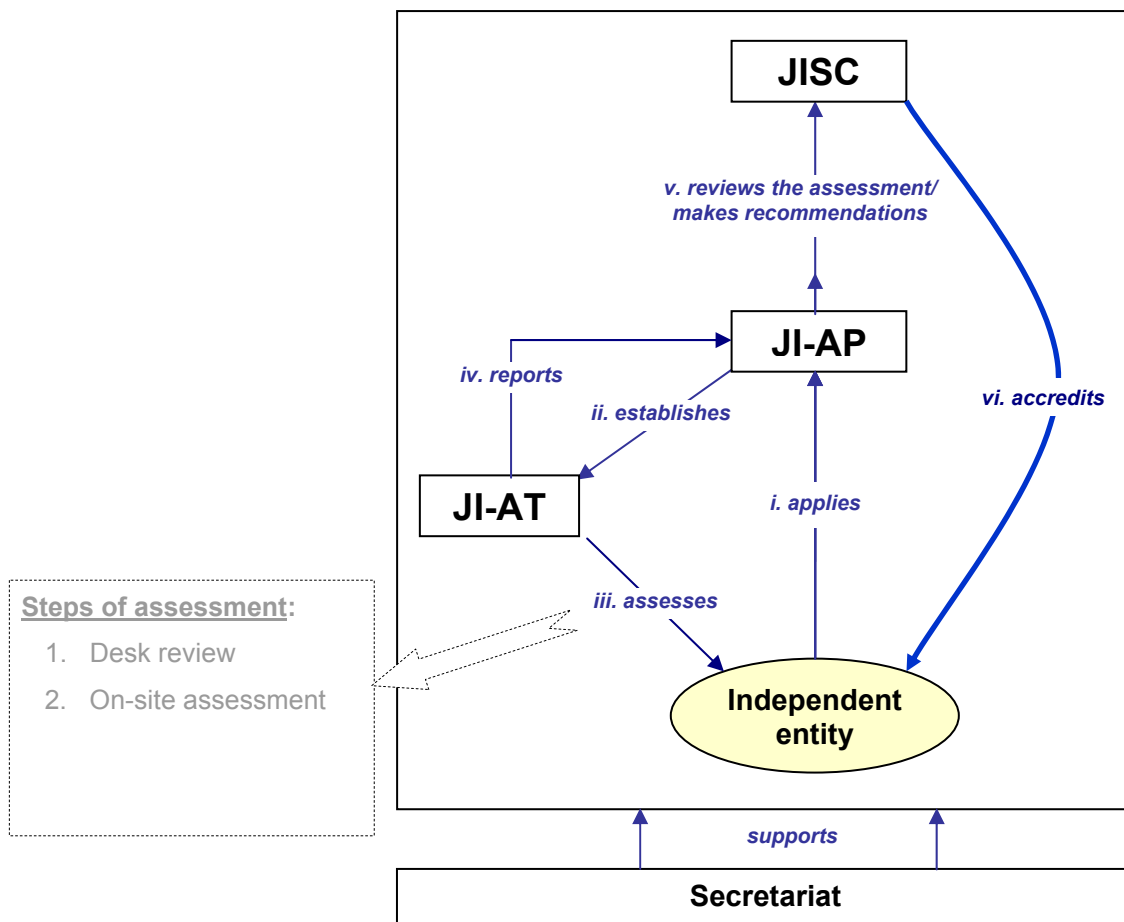 JISC
v. reviews the assessment/
makes recommendations
JI-AP
iv. reports
ii. establishes
vi. accredits
JI-AT
i. applies
iii. assesses
Steps of assessment:
1. Desk review
2. On-site assessment
Independent
entity
supports
Secretariat